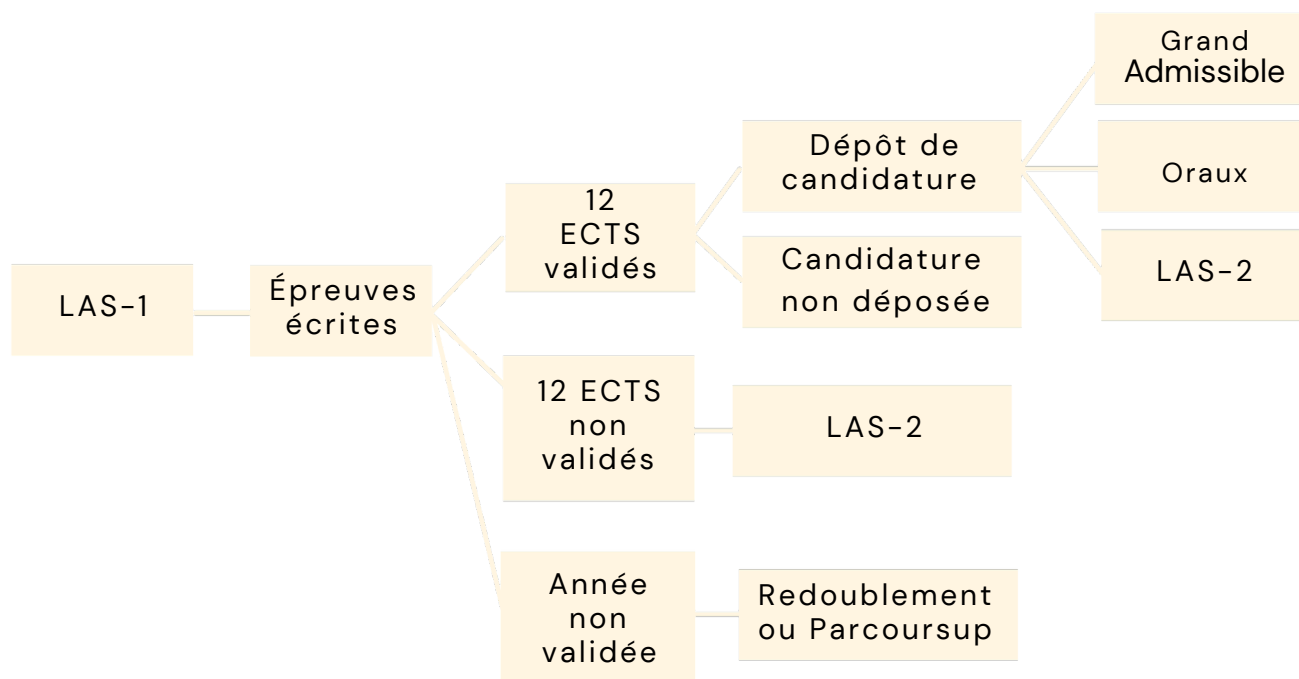 LAS-1
Épreuves
écrites
12
ECTS
validés
Dépôt de
candidature
Grand
Admissible
Oraux
LAS-2
Candidature
non déposée
12 ECTS
non
validés
LAS-2
Année
non
validée
Redoublement
ou Parcoursup